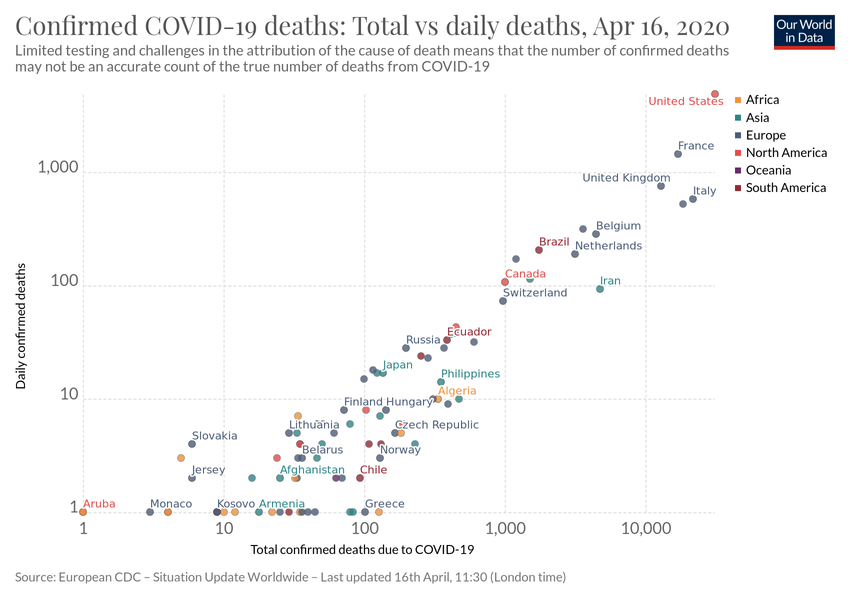 Confirmed COVID-19 deaths: Total vs daily deaths, Apr 16, 2020
Our World
in Data
Limited testing and challenges in the attribution of the cause of death means that the number of confirmed deaths
may not be an accurate count of the true number of deaths from COVID-19
United States
Africa
Asia
Europe
North America
Oceania
South America
France
1,000
United Kingdom
Italy
Belgium
Brazil
Netherlands
Canada
100
Iran
Switzerland
Daily confirmed deaths
Ecuador
Russia
Japan
Philippines
10
Algeria
Finland
Hungary
Lithuania
Czech Republic
Slovakia
Belarus
Norway
Jersey
Afghanistan
Chile
1
Aruba
Monaco
Kosovo
Armenia
Greece
1
10
100
1,000
10,000
Total confirmed deaths due to COVID-19
Source: European CDC – Situation Update Worldwide – Last updated 16th April, 11:30 (London time)